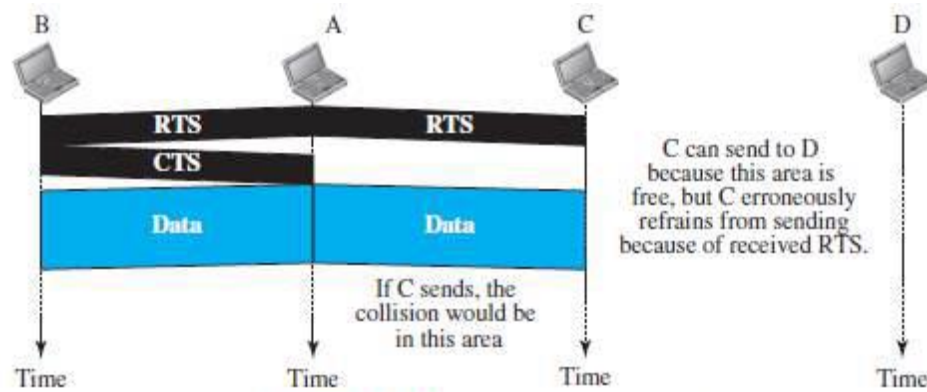 B
A
C
D
RTS
RTS
CTS
Data
Data
C can send to D
because this area is
free, but C erroneously
refrains from sending
because of received RTS.
If C sends, the
collision would be
in this area
Time
Time
Time
Time